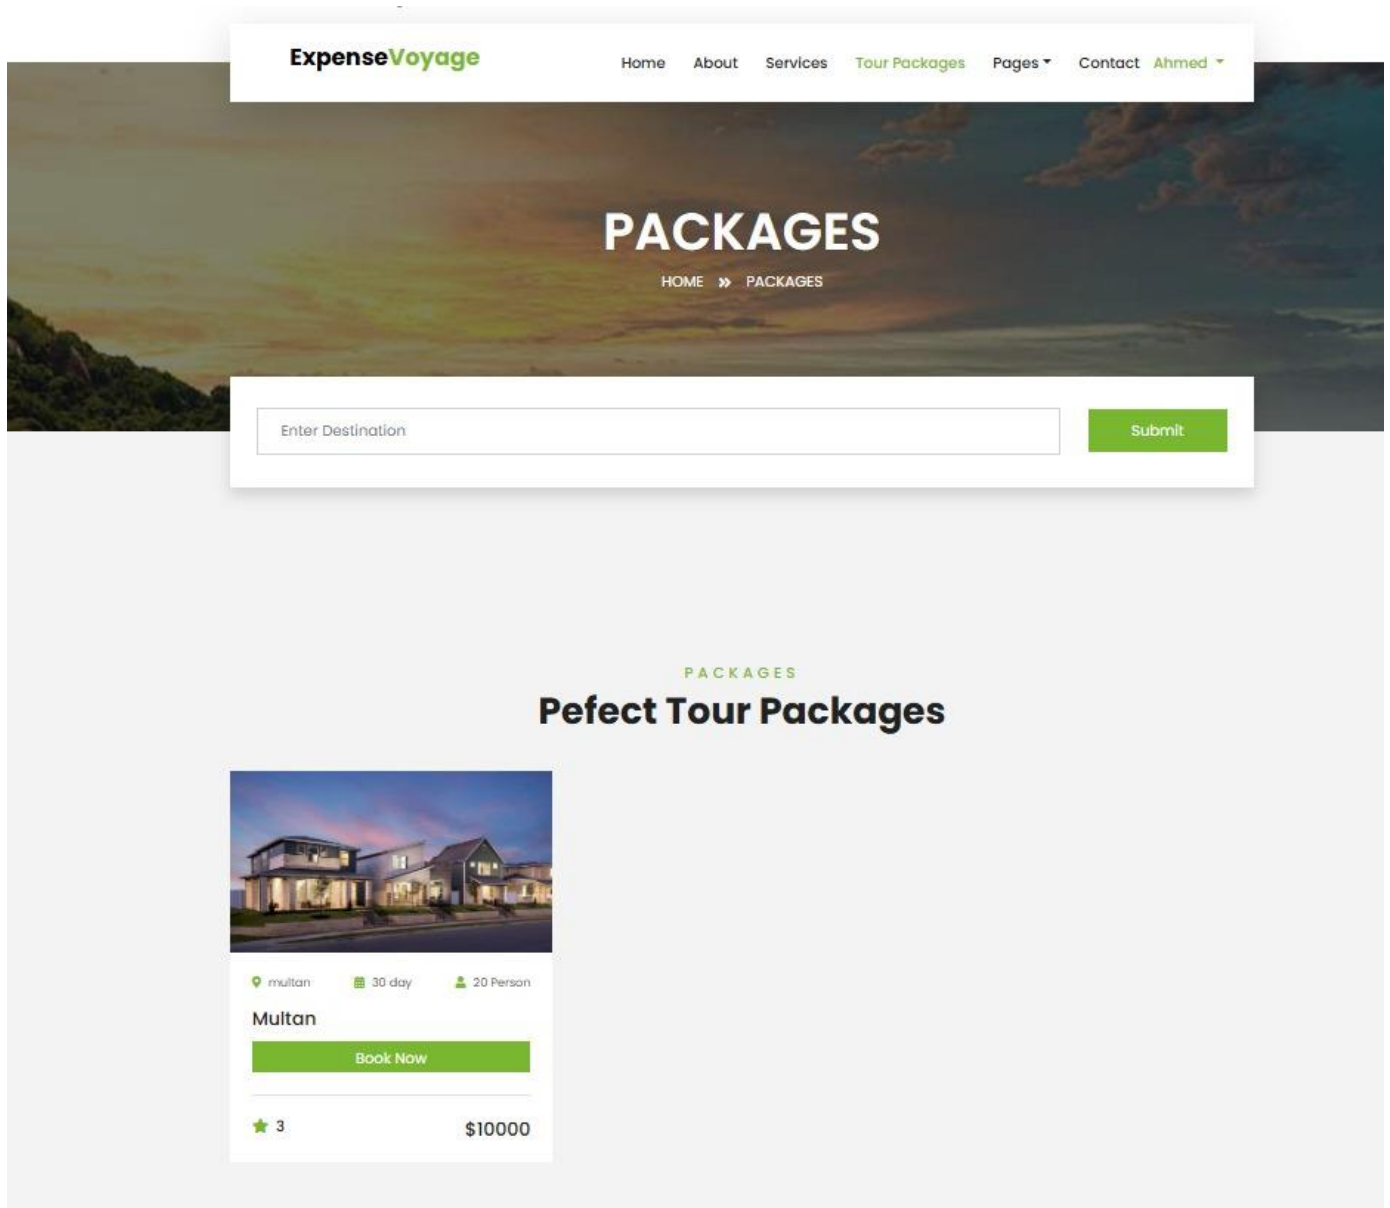 ExpenseVoyage
Home About Services Tour Packages Pages Contact Ahmed
PACKAGES
HOME » PACKAGES
Enter Destination
Submit
PACKAGES
Pefect Tour Packages
multan 30 day 20 Person
Multan
Book Now
3 $10000